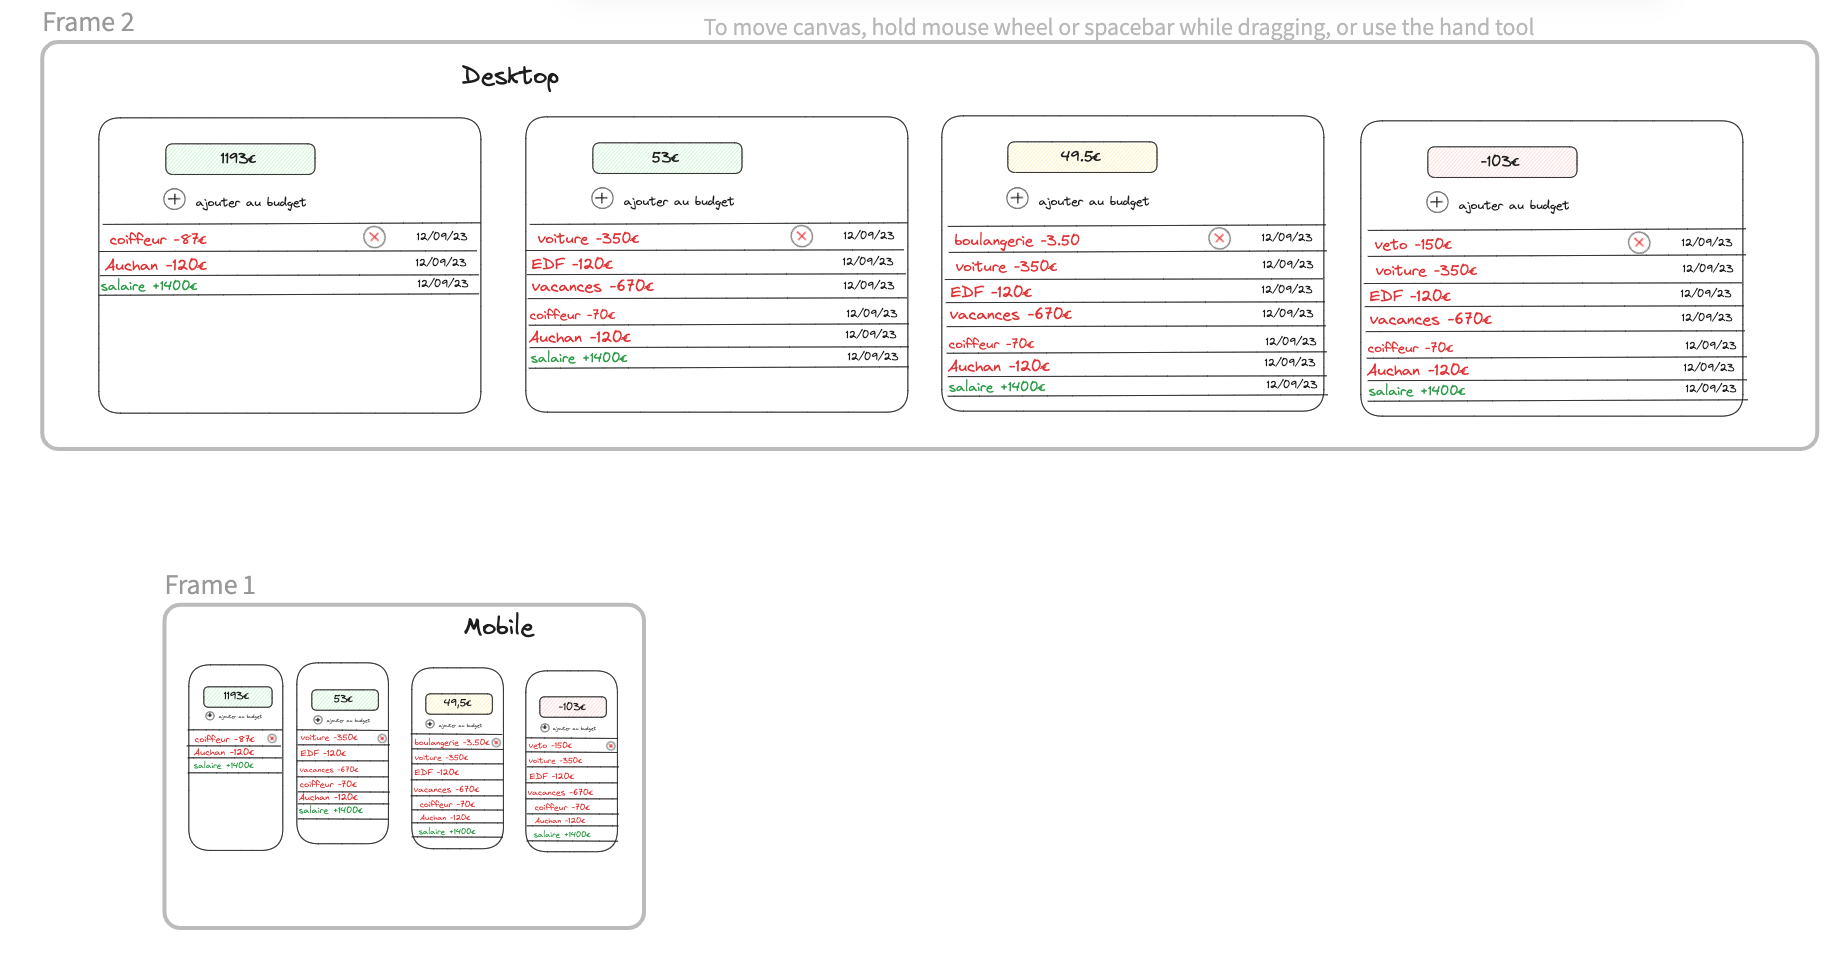 Frame 2
To move canvas, hold mouse wheel or spacebar while dragging, or use the hand tool
Desktop
1193€
ajouter au budget
coiffeur -87€ 12/09/23
Auchan -120€ 12/09/23
salaire +1400€ 12/09/23
53€
ajouter au budget
voiture -350€ 12/09/23
EDF -120€ 12/09/23
vacances -670€ 12/09/23
coiffeur -70€ 12/09/23
Auchan -120€ 12/09/23
salaire +1400€ 12/09/23
49.5€
ajouter au budget
boulangerie -3.50 12/09/23
voiture -350€ 12/09/23
EDF -120€ 12/09/23
vacances -670€ 12/09/23
coiffeur -70€ 12/09/23
Auchan -120€ 12/09/23
salaire +1400€ 12/09/23
-103€
ajouter au budget
veto -150€ 12/09/23
voiture -350€ 12/09/23
EDF -120€ 12/09/23
vacances -670€ 12/09/23
coiffeur -70€ 12/09/23
Auchan -120€ 12/09/23
salaire +1400€ 12/09/23
Frame 1
Mobile
1193€
ajouter au budget
coiffeur -87€
Auchan -120€
salaire +1400€
53€
ajouter au budget
voiture -350€
EDF -120€
vacances -670€
coiffeur -70€
Auchan -120€
salaire +1400€
49,5€
ajouter au budget
boulangerie -3.50€
voiture -350€
EDF -120€
vacances -670€
coiffeur -70€
Auchan -120€
salaire +1400€
-103€
ajouter au budget
veto -150€
voiture -350€
EDF -120€
vacances -670€
coiffeur -70€
Auchan -120€
salaire +1400€